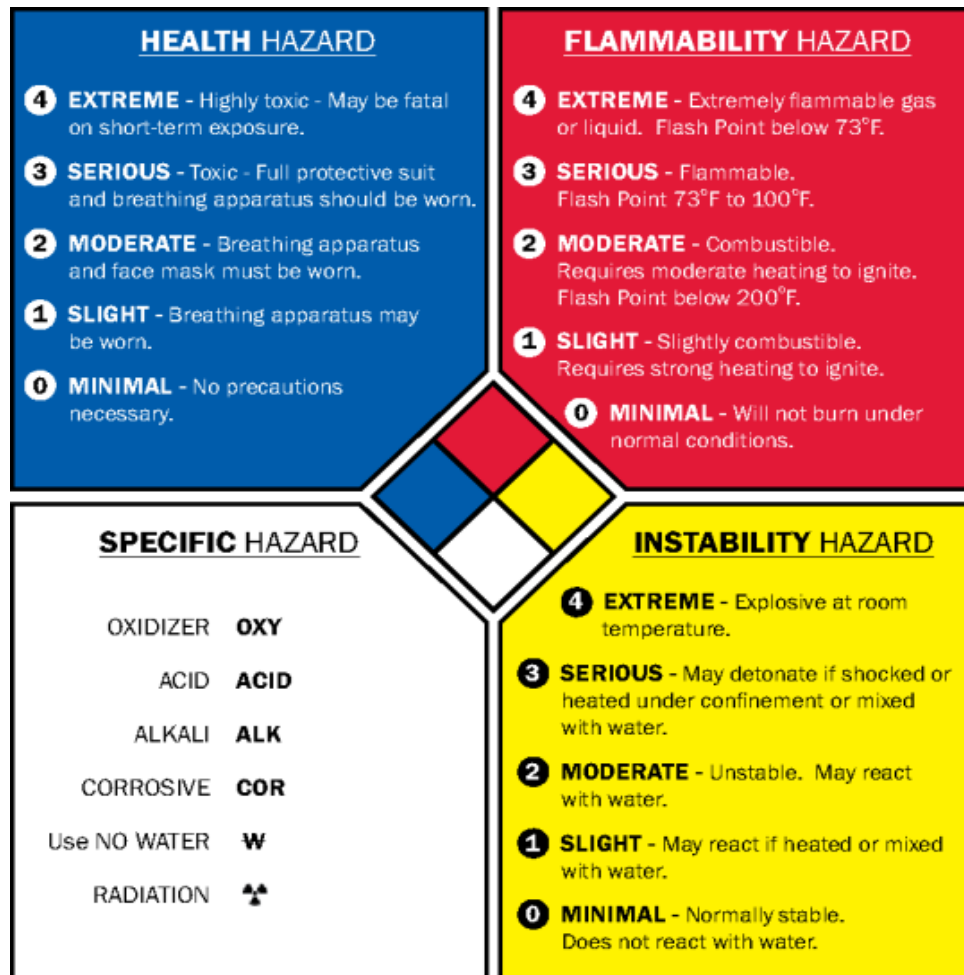 HEALTH HAZARD
4 EXTREME - Highly toxic - May be fatal
on short-term exposure.
3 SERIOUS - Toxic - Full protective suit
and breathing apparatus should be worn.
2 MODERATE - Breathing apparatus
and face mask must be worn.
1 SLIGHT - Breathing apparatus may
be worn.
0 MINIMAL - No precautions
necessary.
FLAMMABILITY HAZARD
4 EXTREME - Extremely flammable gas
or liquid. Flash Point below 73°F.
3 SERIOUS - Flammable.
Flash Point 73°F to 100°F.
2 MODERATE - Combustible.
Requires moderate heating to ignite.
Flash Point below 200°F.
1 SLIGHT - Slightly combustible.
Requires strong heating to ignite.
0 MINIMAL - Will not burn under
normal conditions.
SPECIFIC HAZARD
OXIDIZER OXY
ACID ACID
ALKALI ALK
CORROSIVE COR
Use NO WATER W
RADIATION ☢
INSTABILITY HAZARD
4 EXTREME - Explosive at room
temperature.
3 SERIOUS - May detonate if shocked or
heated under confinement or mixed
with water.
2 MODERATE - Unstable. May react
with water.
1 SLIGHT - May react if heated or mixed
with water.
0 MINIMAL - Normally stable.
Does not react with water.